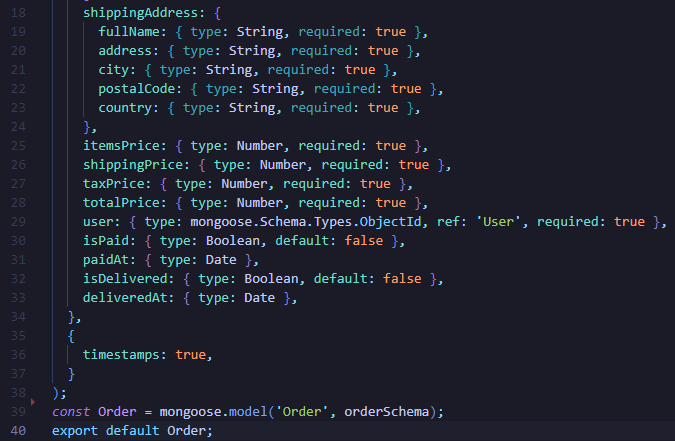 18 shippingAddress: {
19 fullName: { type: String, required: true },
20 address: { type: String, required: true },
21 city: { type: String, required: true },
22 postalCode: { type: String, required: true },
23 country: { type: String, required: true },
24 },
25 itemsPrice: { type: Number, required: true },
26 shippingPrice: { type: Number, required: true },
27 taxPrice: { type: Number, required: true },
28 totalPrice: { type: Number, required: true },
29 user: { type: mongoose.Schema.Types.ObjectId, ref: 'User', required: true },
30 isPaid: { type: Boolean, default: false },
31 paidAt: { type: Date },
32 isDelivered: { type: Boolean, default: false },
33 deliveredAt: { type: Date },
34 },
35 {
36 timestamps: true,
37 }
38 );
39 const Order = mongoose.model('Order', orderSchema);
40 export default Order;